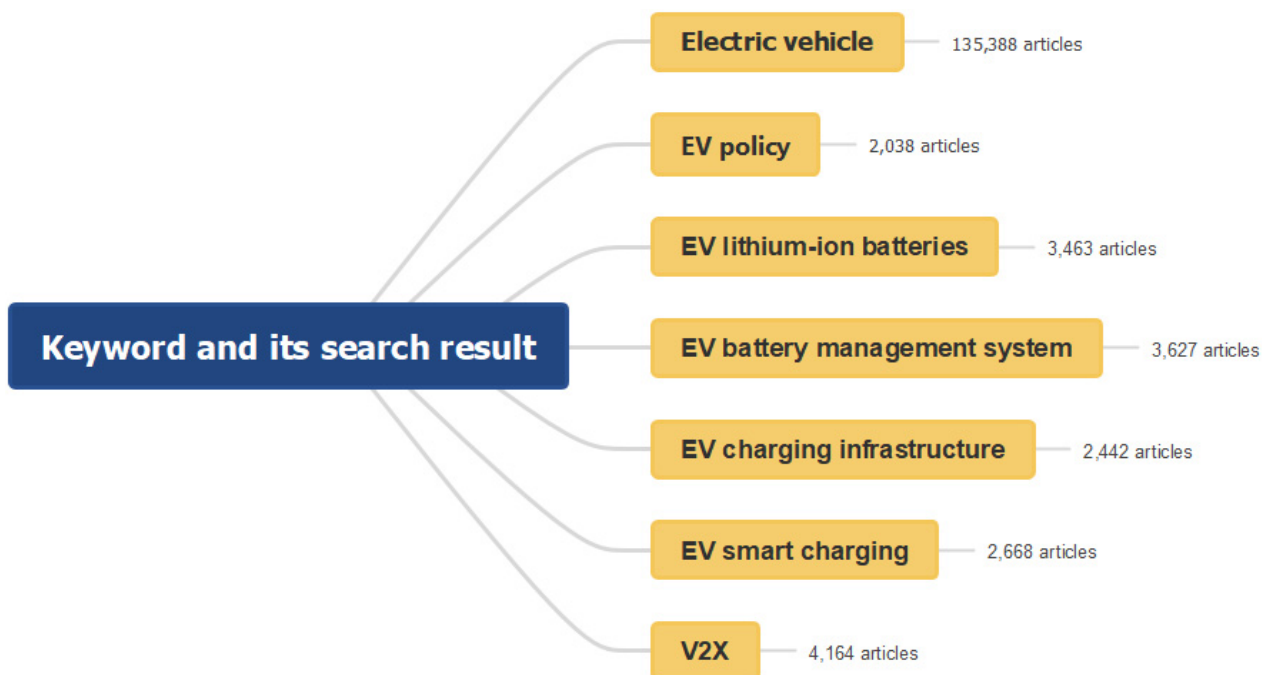 Electric vehicle 135,388 articles
EV policy 2,038 articles
EV lithium-ion batteries 3,463 articles
Keyword and its search result
EV battery management system 3,627 articles
EV charging infrastructure 2,442 articles
EV smart charging 2,668 articles
V2X 4,164 articles